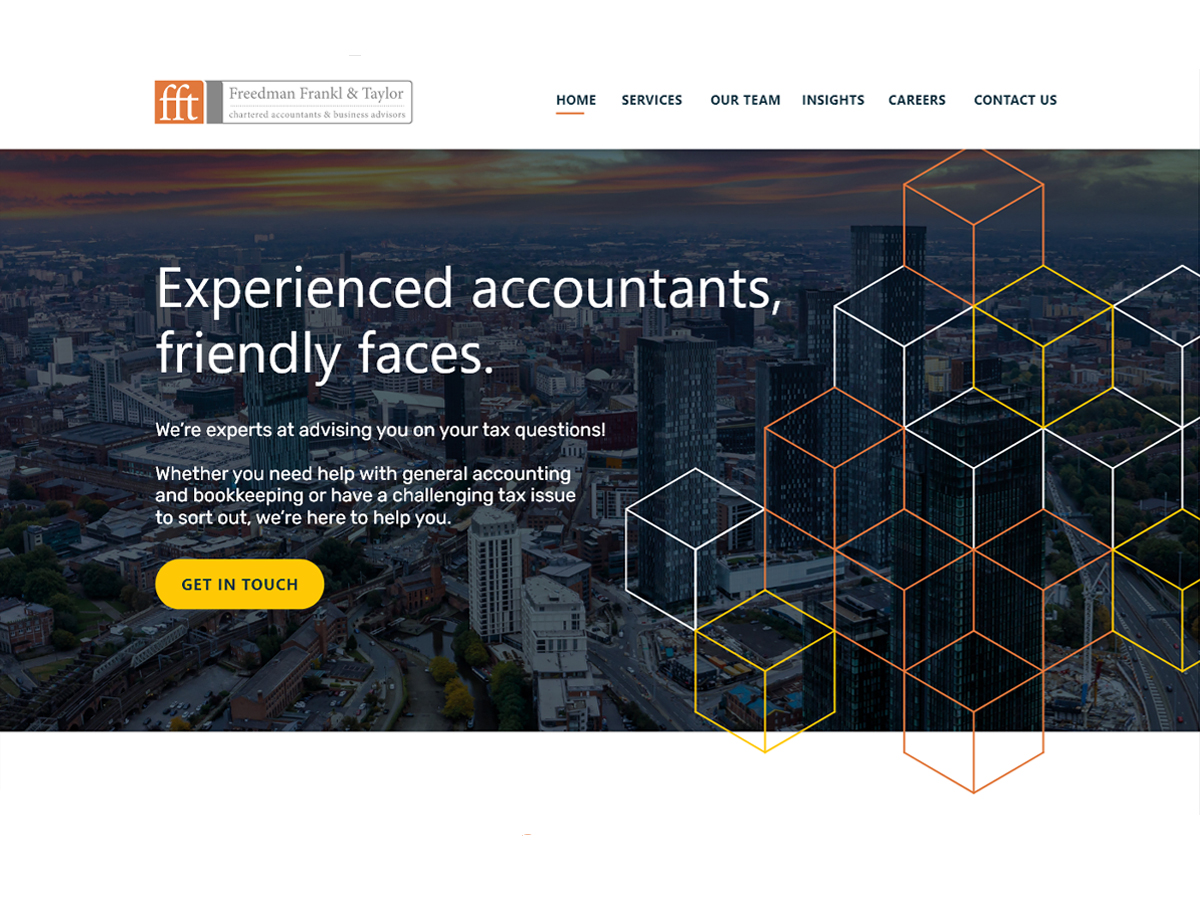 fft
Freedman Frankl & Taylor
chartered accountants & business advisors
HOME SERVICES OUR TEAM INSIGHTS CAREERS CONTACT US
Experienced accountants,
friendly faces.
We’re experts at advising you on your tax questions!
Whether you need help with general accounting
and bookkeeping or have a challenging tax issue
to sort out, we’re here to help you.
GET IN TOUCH